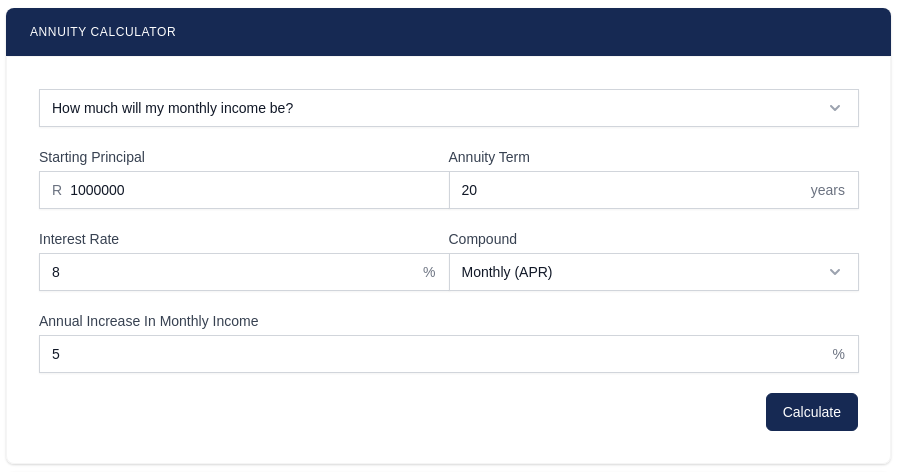 ANNUITY CALCULATOR
How much will my monthly income be?
Starting Principal
Annuity Term
R 1000000
20 years
Interest Rate
Compound
8 %
Monthly (APR)
Annual Increase In Monthly Income
5 %
Calculate